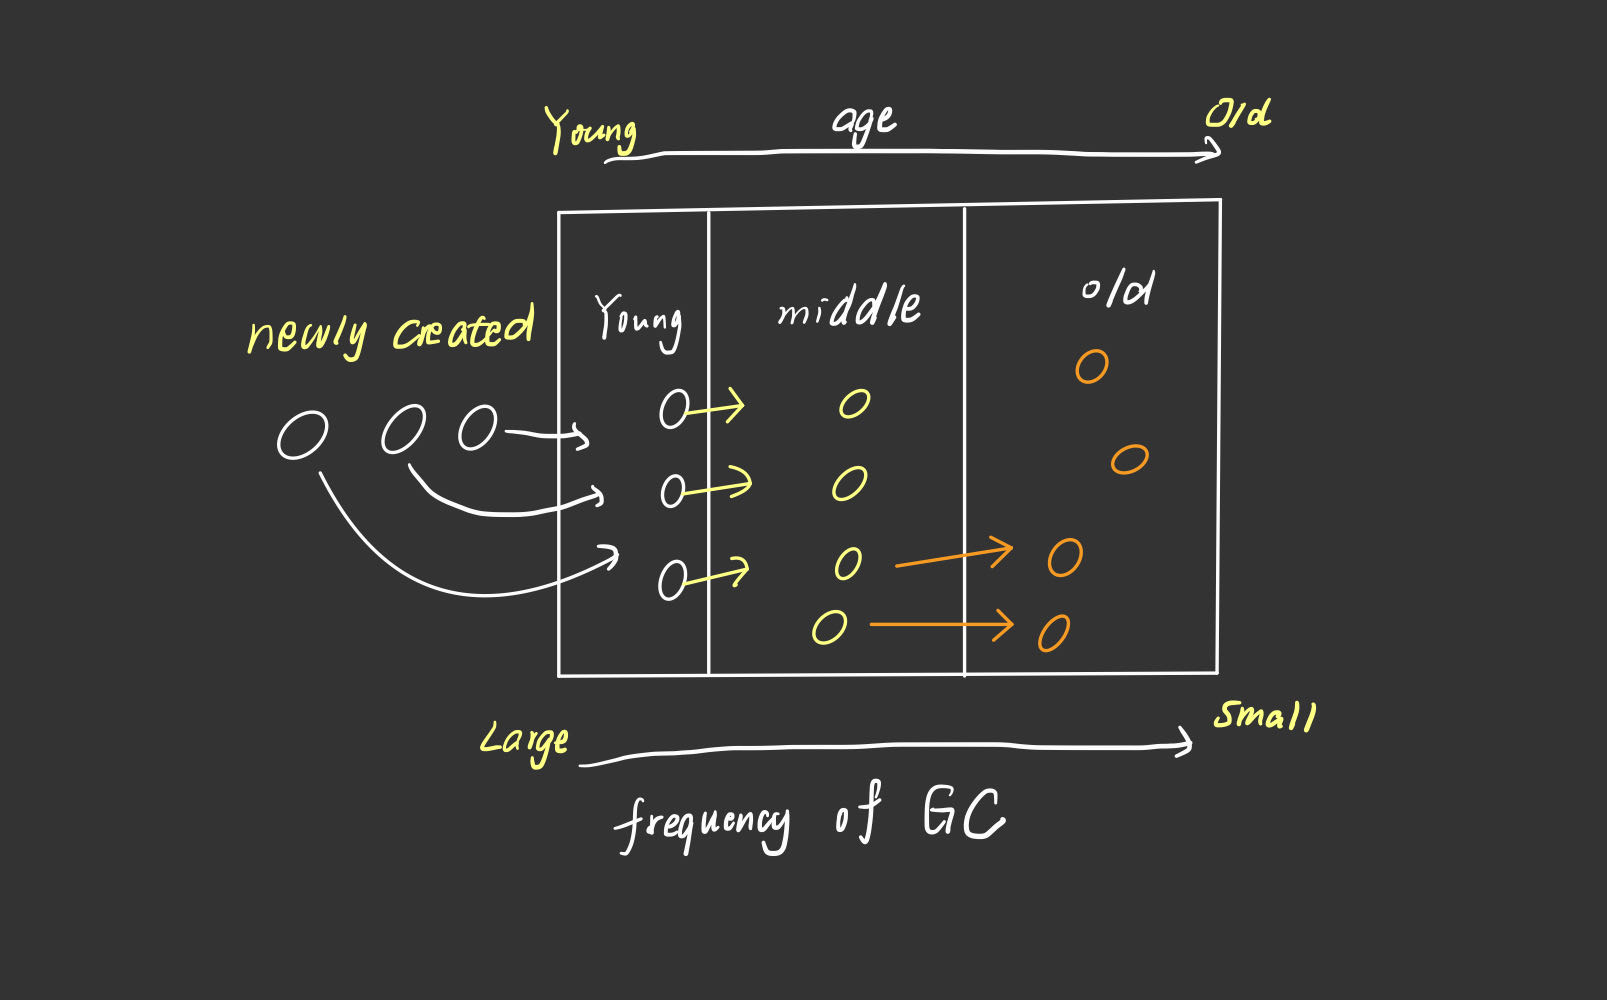 Young age Old
newly created
Young middle old
Large Small
frequency of GC